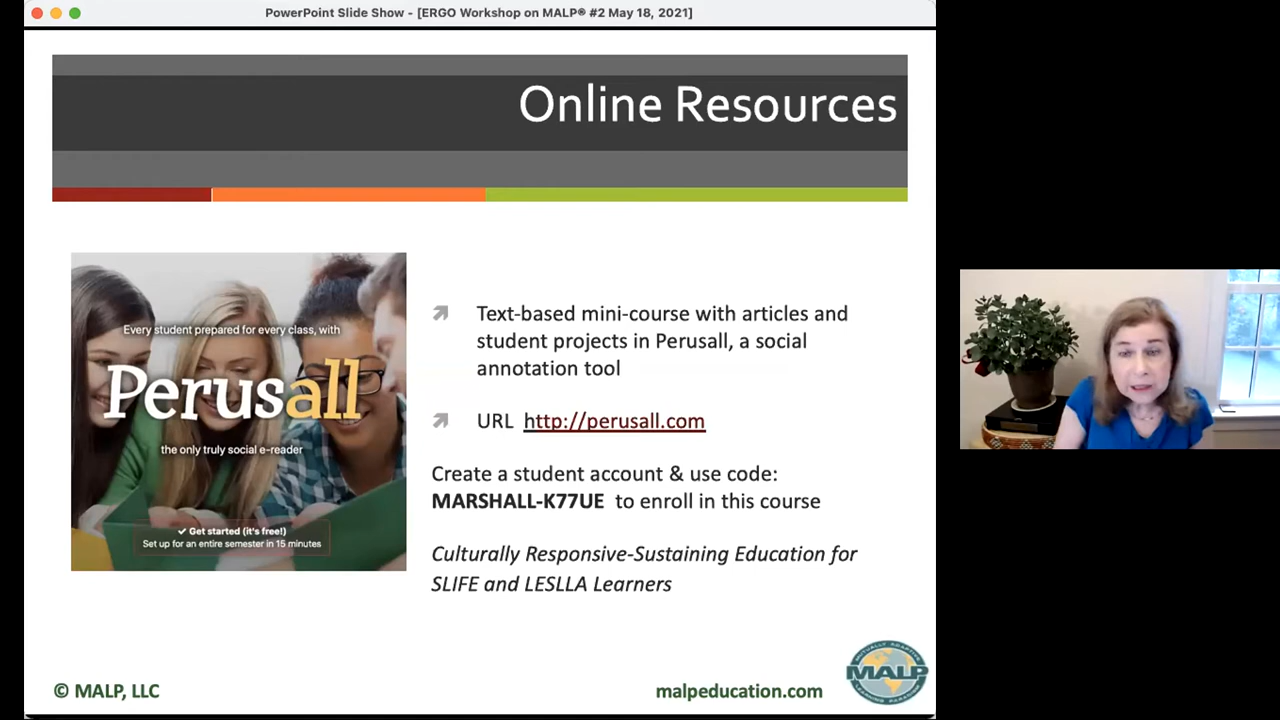 PowerPoint Slide Show - [ERGO Workshop on MALP® #2 May 18, 2021]
Online Resources
Every student prepared for every class, with
Perusall
the only truly social e-reader
✓ Get started (it's free!)
Set up for an entire semester in 15 minutes
Text-based mini-course with articles and
student projects in Perusall, a social
annotation tool
URL http://perusall.com
Create a student account & use code:
MARSHALL-K77UE to enroll in this course
Culturally Responsive-Sustaining Education for
SLIFE and LESLLA Learners
© MALP, LLC
malpeducation.com
MUTUALLY ADAPTIVE
MALP
LEARNING PARADIGM